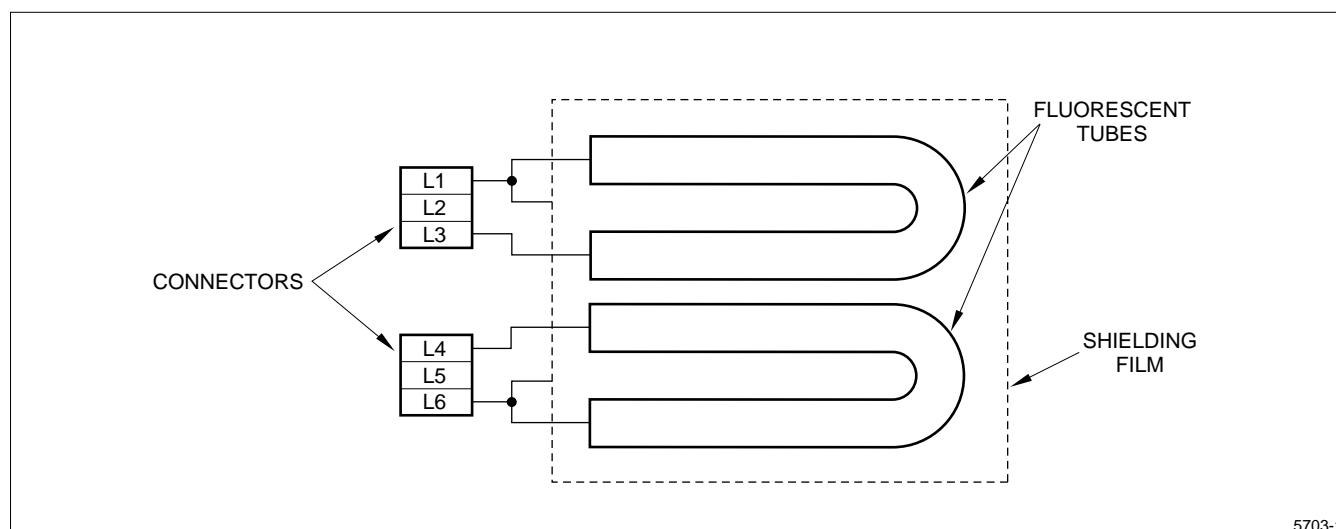 FLUORESCENT
TUBES
L1
L2
L3
CONNECTORS
L4
L5
L6
SHIELDING
FILM